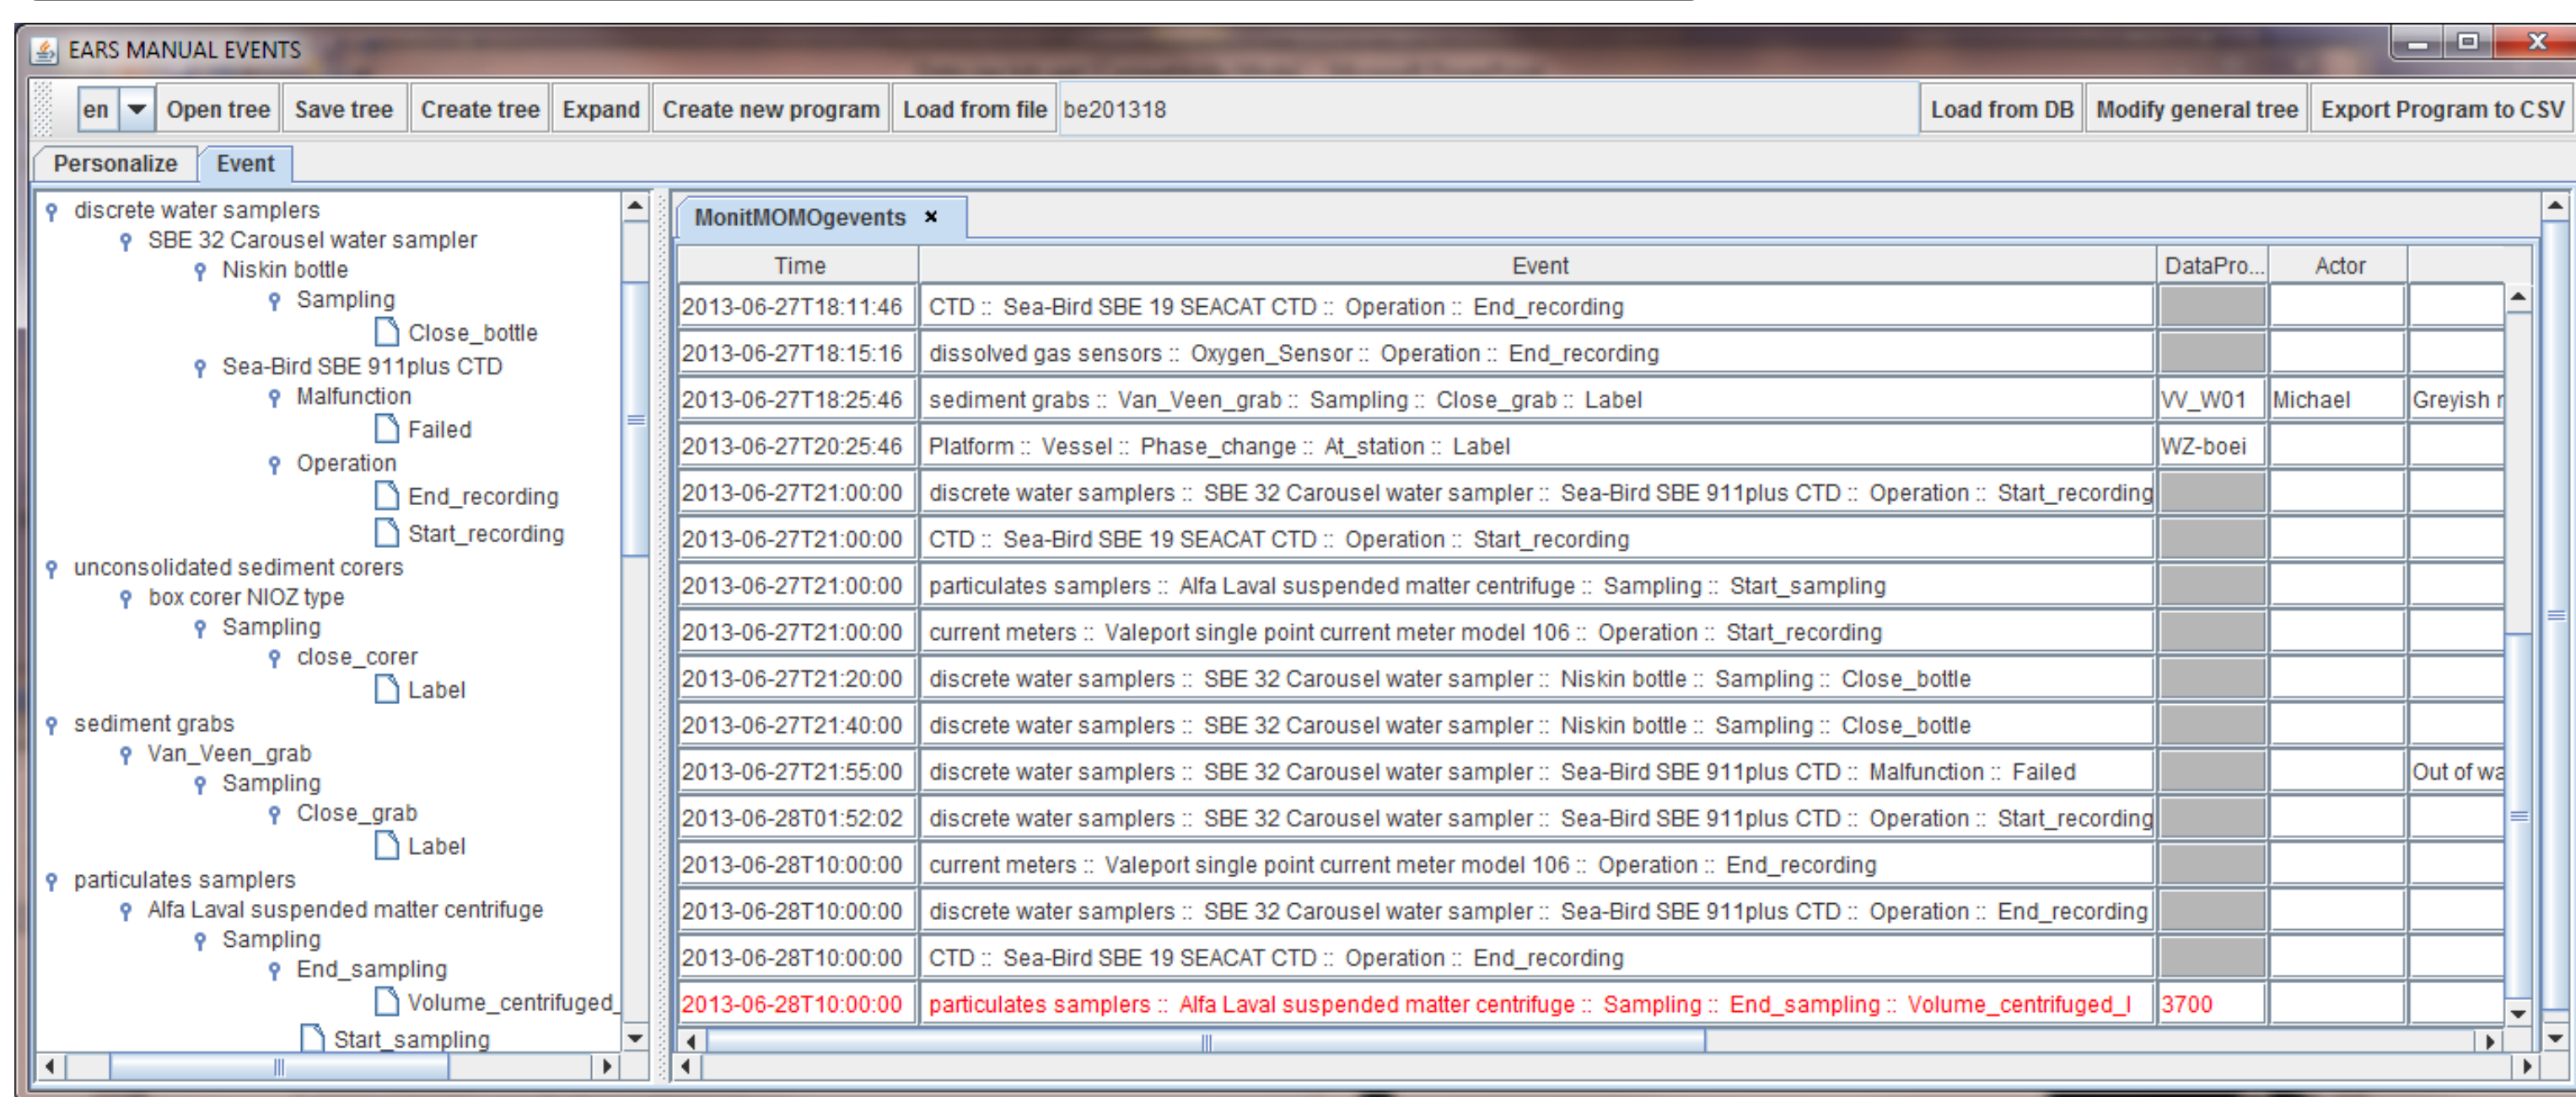 EARS MANUAL EVENTS
en Open tree Save tree Create tree Expand Create new program Load from file be201318 Load from DB Modify general tree Export Program to CSV
Personalize Event
discrete water samplers
SBE 32 Carousel water sampler
Niskin bottle
Sampling
Close_bottle
Sea-Bird SBE 911plus CTD
Malfunction
Failed
Operation
End_recording
Start_recording
unconsolidated sediment corers
box corer NIOZ type
Sampling
close_corer
Label
sediment grabs
Van_Veen_grab
Sampling
Close_grab
Label
particulates samplers
Alfa Laval suspended matter centrifuge
Sampling
End_sampling
Volume_centrifuged_
Start_sampling
MonitMOMOgevents ×
Time Event DataPro... Actor
2013-06-27T18:11:46 CTD :: Sea-Bird SBE 19 SEACAT CTD :: Operation :: End_recording
2013-06-27T18:15:16 dissolved gas sensors :: Oxygen_Sensor :: Operation :: End_recording
2013-06-27T18:25:46 sediment grabs :: Van_Veen_grab :: Sampling :: Close_grab :: Label VV_W01 Michael Greyish r
2013-06-27T20:25:46 Platform :: Vessel :: Phase_change :: At_station :: Label WZ-boei
2013-06-27T21:00:00 discrete water samplers :: SBE 32 Carousel water sampler :: Sea-Bird SBE 911plus CTD :: Operation :: Start_recording
2013-06-27T21:00:00 CTD :: Sea-Bird SBE 19 SEACAT CTD :: Operation :: Start_recording
2013-06-27T21:00:00 particulates samplers :: Alfa Laval suspended matter centrifuge :: Sampling :: Start_sampling
2013-06-27T21:00:00 current meters :: Valeport single point current meter model 106 :: Operation :: Start_recording
2013-06-27T21:20:00 discrete water samplers :: SBE 32 Carousel water sampler :: Niskin bottle :: Sampling :: Close_bottle
2013-06-27T21:40:00 discrete water samplers :: SBE 32 Carousel water sampler :: Niskin bottle :: Sampling :: Close_bottle
2013-06-27T21:55:00 discrete water samplers :: SBE 32 Carousel water sampler :: Sea-Bird SBE 911plus CTD :: Malfunction :: Failed Out of wa
2013-06-28T01:52:02 discrete water samplers :: SBE 32 Carousel water sampler :: Sea-Bird SBE 911plus CTD :: Operation :: Start_recording
2013-06-28T10:00:00 current meters :: Valeport single point current meter model 106 :: Operation :: End_recording
2013-06-28T10:00:00 discrete water samplers :: SBE 32 Carousel water sampler :: Sea-Bird SBE 911plus CTD :: Operation :: End_recording
2013-06-28T10:00:00 CTD :: Sea-Bird SBE 19 SEACAT CTD :: Operation :: End_recording
2013-06-28T10:00:00 particulates samplers :: Alfa Laval suspended matter centrifuge :: Sampling :: End_sampling :: Volume_centrifuged_l 3700